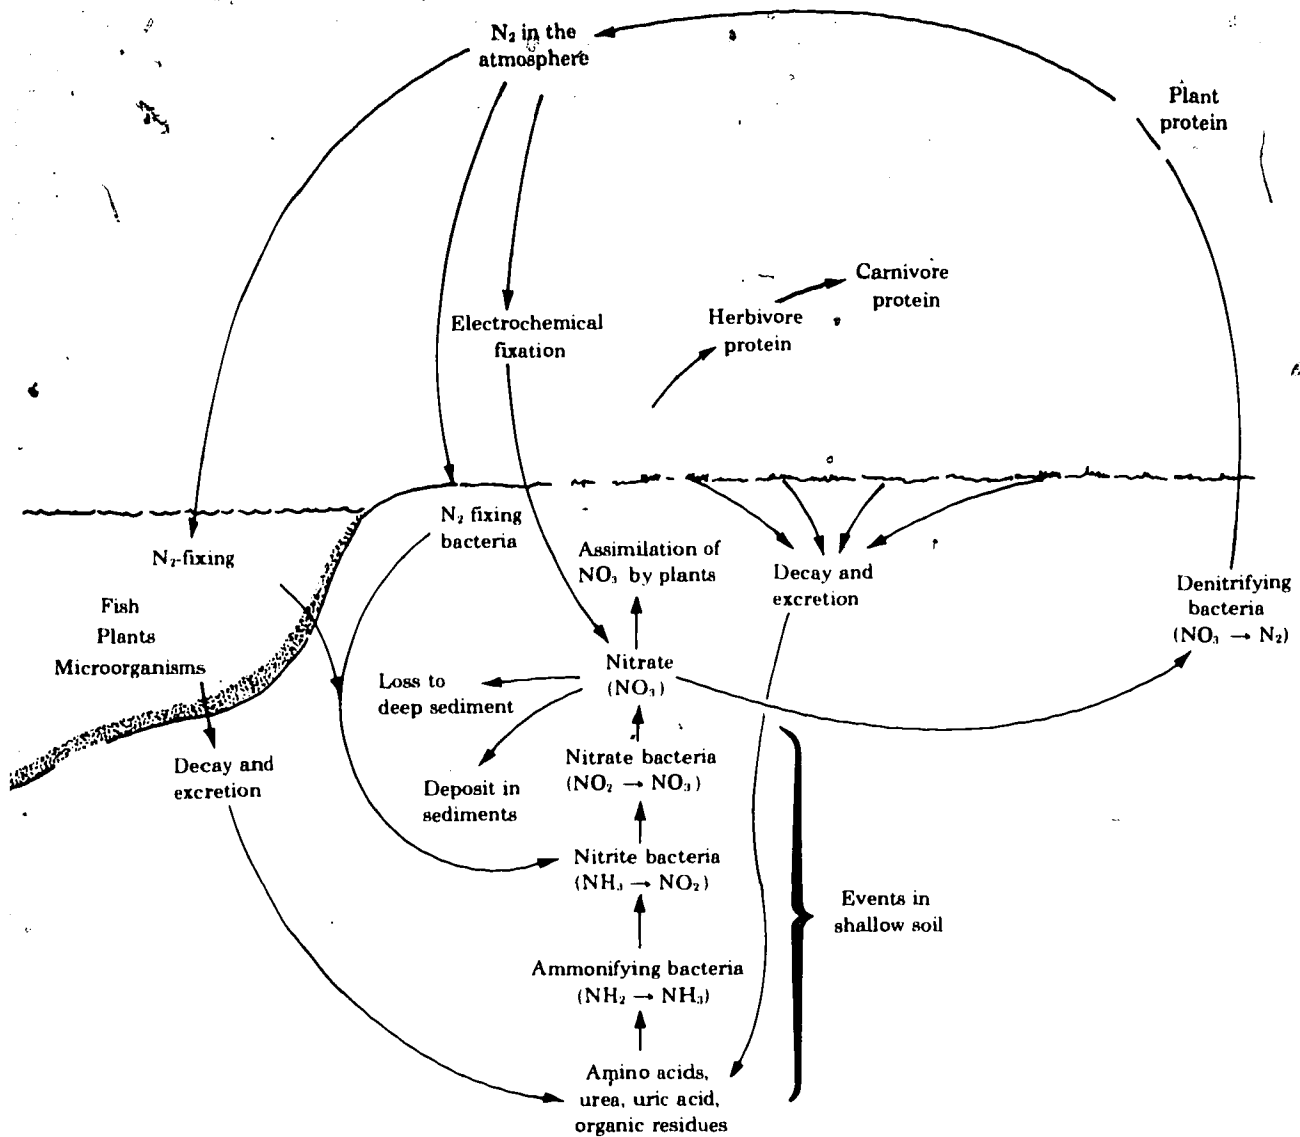 N₂ in the
atmosphere
Plant
protein
Carnivore
protein
Herbivore
protein
Electrochemical
fixation
N₂ fixing
bacteria
N₂-fixing
Assimilation of
NO₃ by plants
Decay and
excretion
Denitrifying
bacteria
(NO₃ → N₂)
Fish
Plants
Microorganisms
Nitrate
(NO₃)
Loss to
deep sediment
Decay and
excretion
Deposit in
sediments
Nitrate bacteria
(NO₂ → NO₃)
Nitrite bacteria
(NH₃ → NO₂)
Events in
shallow soil
Ammonifying bacteria
(NH₂ → NH₃)
Amino acids,
urea, uric acid,
organic residues